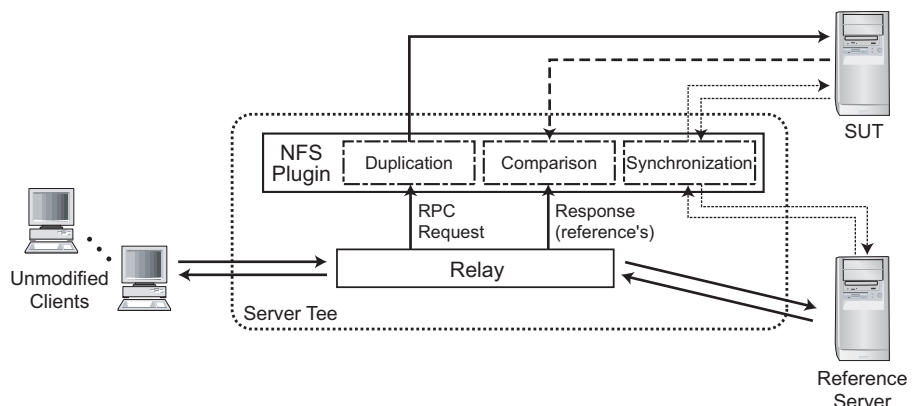 SUT
NFS
Plugin
Duplication
Comparison
Synchronization
RPC
Request
Response
(reference's)
Unmodified
Clients
Relay
Server Tee
Reference
Server